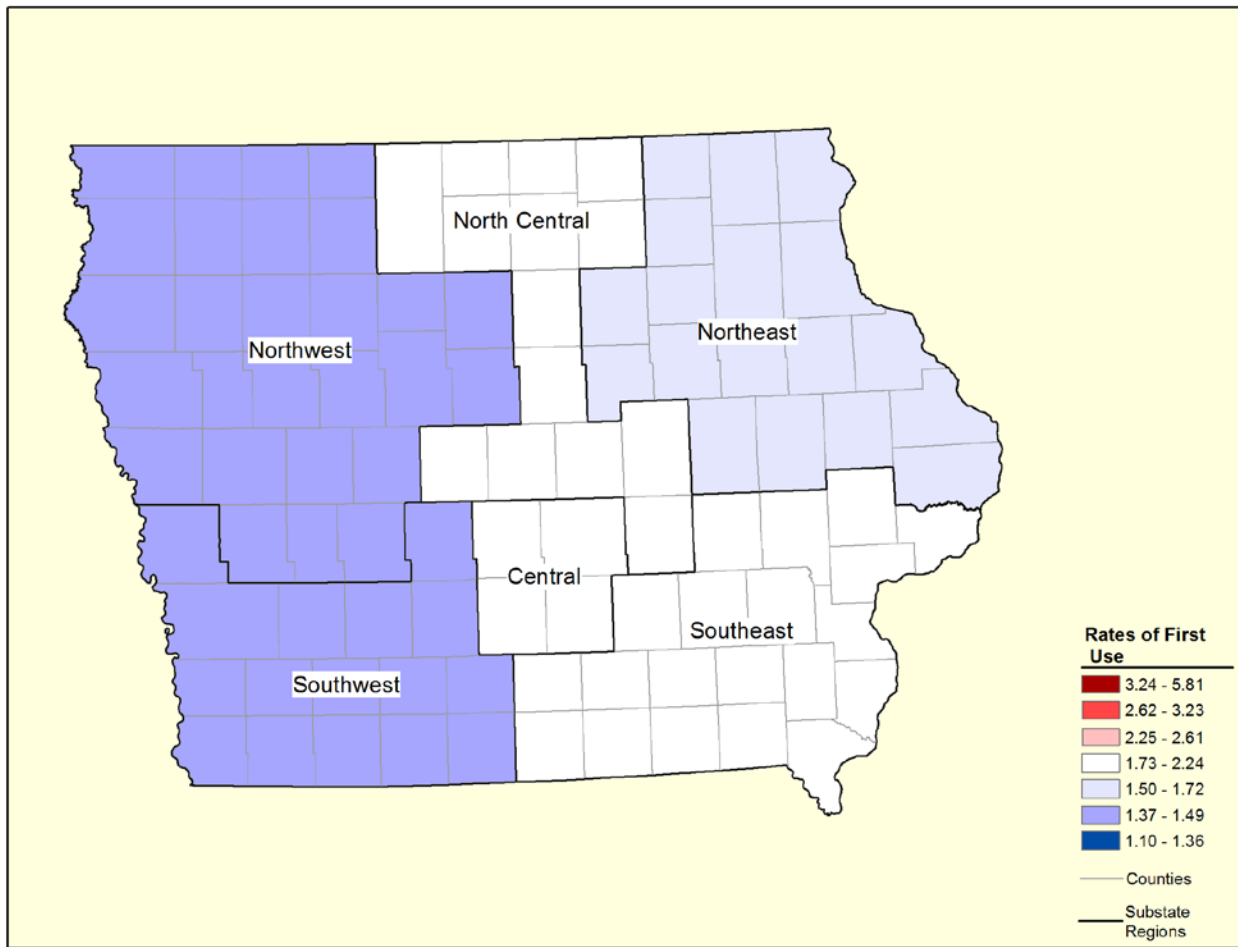 North Central
Northwest
Northeast
Central
Southeast
Southwest
Rates of First
Use
3.24 - 5.81
2.62 - 3.23
2.25 - 2.61
1.73 - 2.24
1.50 - 1.72
1.37 - 1.49
1.10 - 1.36
Counties
Substate
Regions